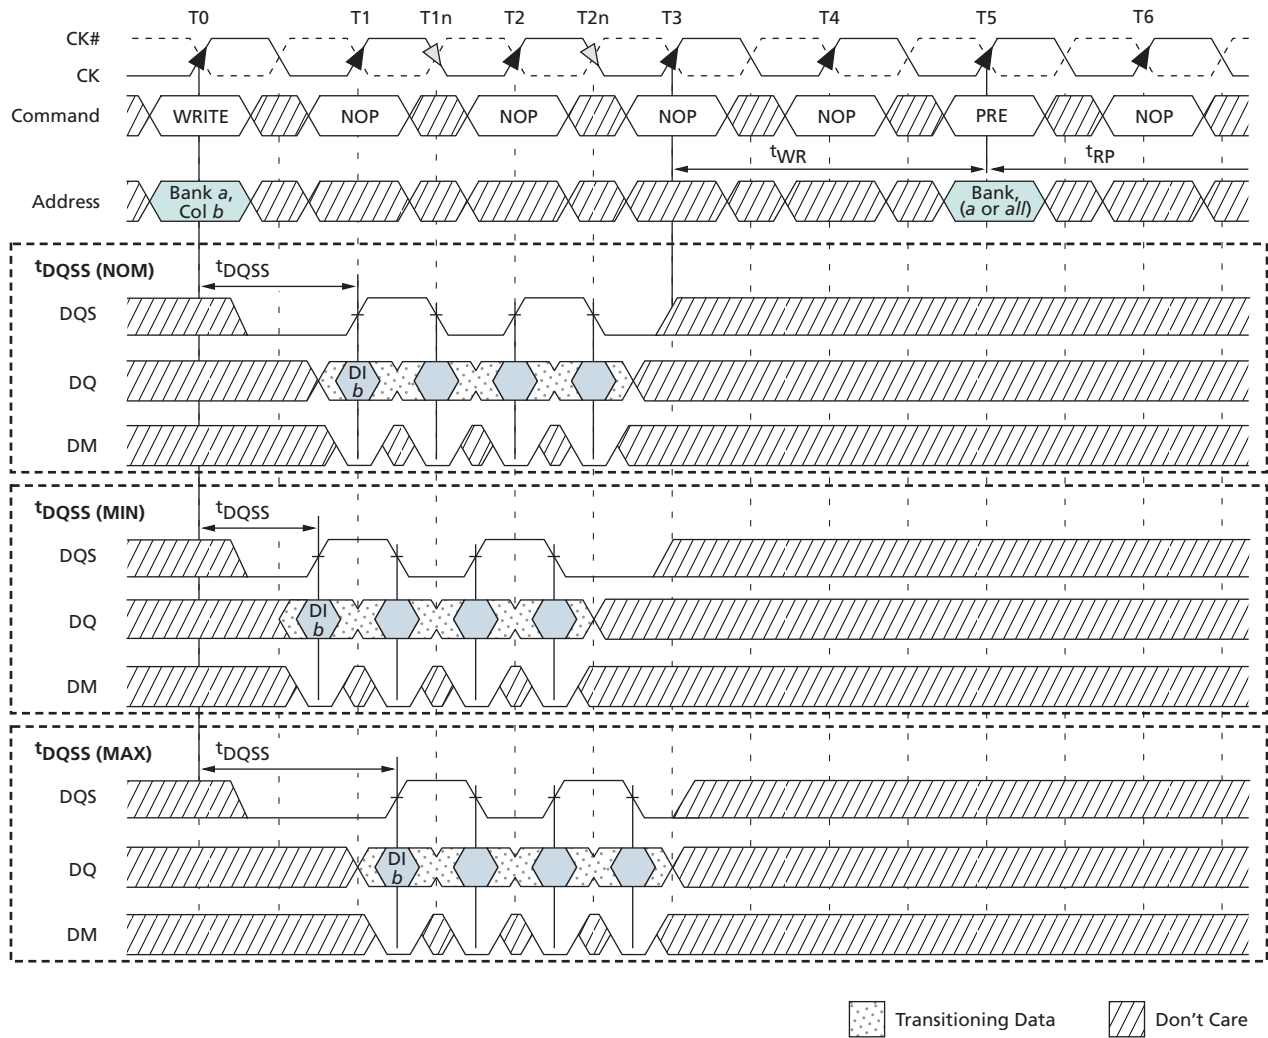 T0 T1 T1n T2 T2n T3 T4 T5 T6
CK#
CK
Command WRITE NOP NOP NOP NOP PRE NOP
tWR tRP
Address Bank a, Col b Bank, (a or all)
tDQSS (NOM) tDQSS
DQS
DQ DI b
DM
tDQSS (MIN) tDQSS
DQS
DQ DI b
DM
tDQSS (MAX) tDQSS
DQS
DQ DI b
DM
Transitioning Data Don't Care